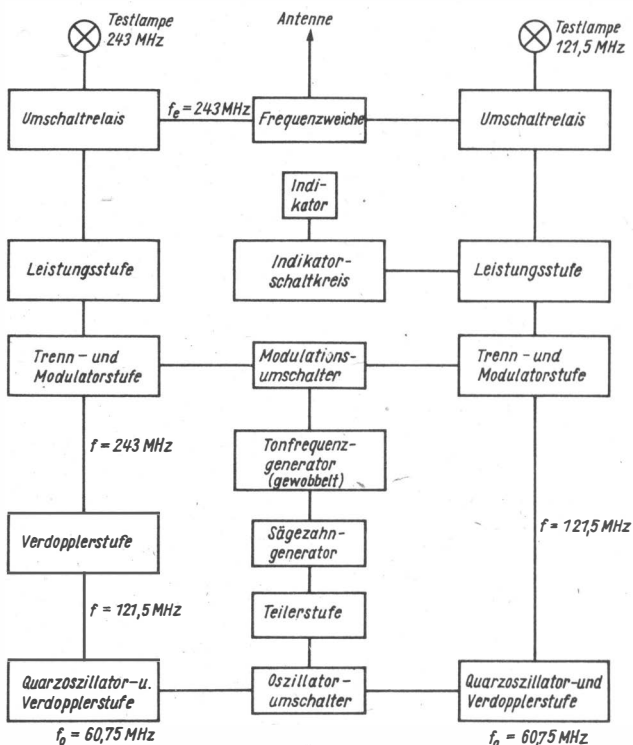 Testlampe
243 MHz
Antenne
Testlampe
121,5 MHz
Umschaltrelais
fe = 243 MHz
Frequenzweiche
Umschaltrelais
Indi-
kator
Leistungsstufe
Indikator-
schaltkreis
Leistungsstufe
Trenn- und
Modulatorstufe
Modulations-
umschalter
Trenn- und
Modulatorstufe
f = 243 MHz
Tonfrequenz-
generator
(gewobbelt)
Verdopplerstufe
Sägezahn-
generator
f = 121,5 MHz
f = 121,5 MHz
Teilerstufe
Quarzoszillator-u.
Verdopplerstufe
Oszillator-
umschalter
Quarzoszillator-und
Verdopplerstufe
fo = 60,75 MHz
fo = 60,75 MHz